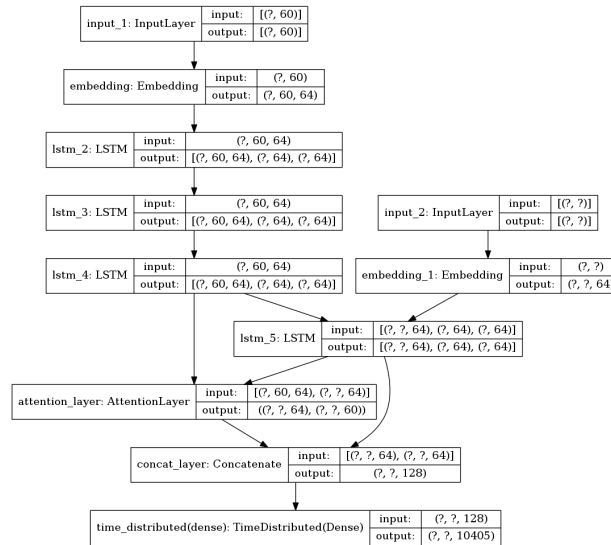 input_1: InputLayer
input: [(?, 60)]
output: [(?, 60)]
embedding: Embedding
input: (?, 60)
output: (?, 60, 64)
lstm_2: LSTM
input: (?, 60, 64)
output: [(?, 60, 64), (?, 64), (?, 64)]
lstm_3: LSTM
input: (?, 60, 64)
output: [(?, 60, 64), (?, 64), (?, 64)]
input_2: InputLayer
input: [(?, ?)]
output: [(?, ?)]
lstm_4: LSTM
input: (?, 60, 64)
output: [(?, 60, 64), (?, 64), (?, 64)]
embedding_1: Embedding
input: (?, ?)
output: (?, ?, 64
lstm_5: LSTM
input: [(?, ?, 64), (?, 64), (?, 64)]
output: [(?, ?, 64), (?, 64), (?, 64)]
attention_layer: AttentionLayer
input: [(?, 60, 64), (?, ?, 64)]
output: ((?, ?, 64), (?, ?, 60))
concat_layer: Concatenate
input: [(?, ?, 64), (?, ?, 64)]
output: (?, ?, 128)
time_distributed(dense): TimeDistributed(Dense)
input: (?, ?, 128)
output: (?, ?, 10405)